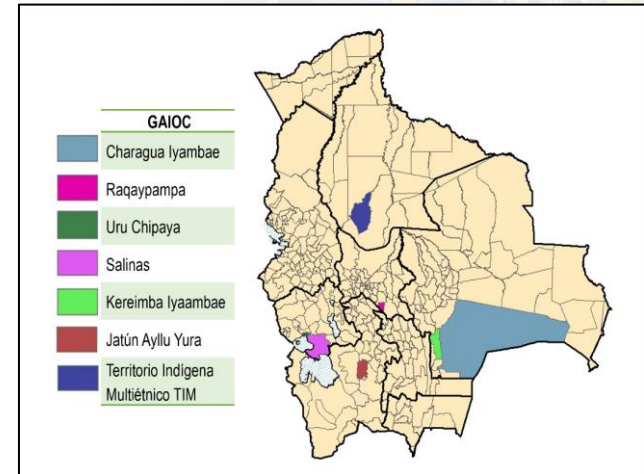 GAIOC
Charagua Iyambae
Raqaypampa
Uru Chipaya
Salinas
Kereimba Iyaambae
Jatún Ayllu Yura
Territorio Indígena
Multiétnico TIM